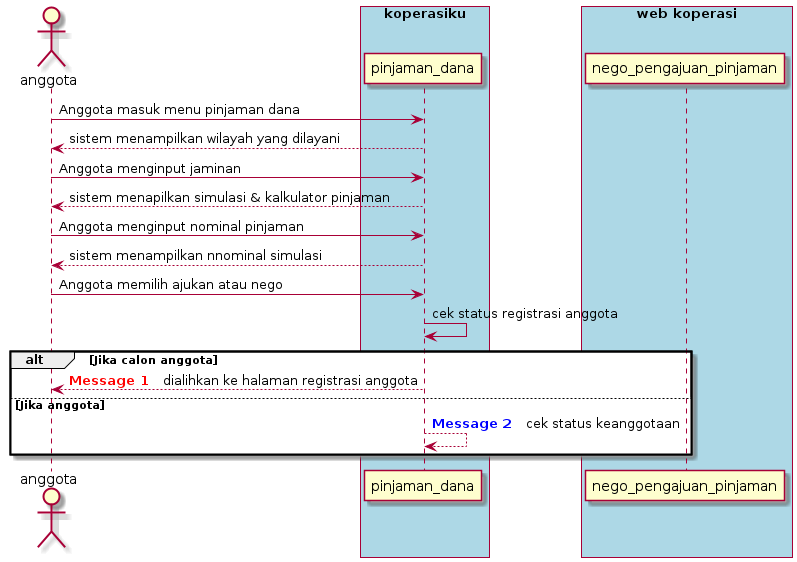 koperasiku
web koperasi
anggota
pinjaman_dana
nego_pengajuan_pinjaman
Anggota masuk menu pinjaman dana
sistem menampilkan wilayah yang dilayani
Anggota menginput jaminan
sistem menapilkan simulasi & kalkulator pinjaman
Anggota menginput nominal pinjaman
sistem menampilkan nnominal simulasi
Anggota memilih ajukan atau nego
cek status registrasi anggota
alt [Jika calon anggota]
Message 1 dialihkan ke halaman registrasi anggota
[Jika anggota]
Message 2 cek status keanggotaan
anggota
pinjaman_dana
nego_pengajuan_pinjaman